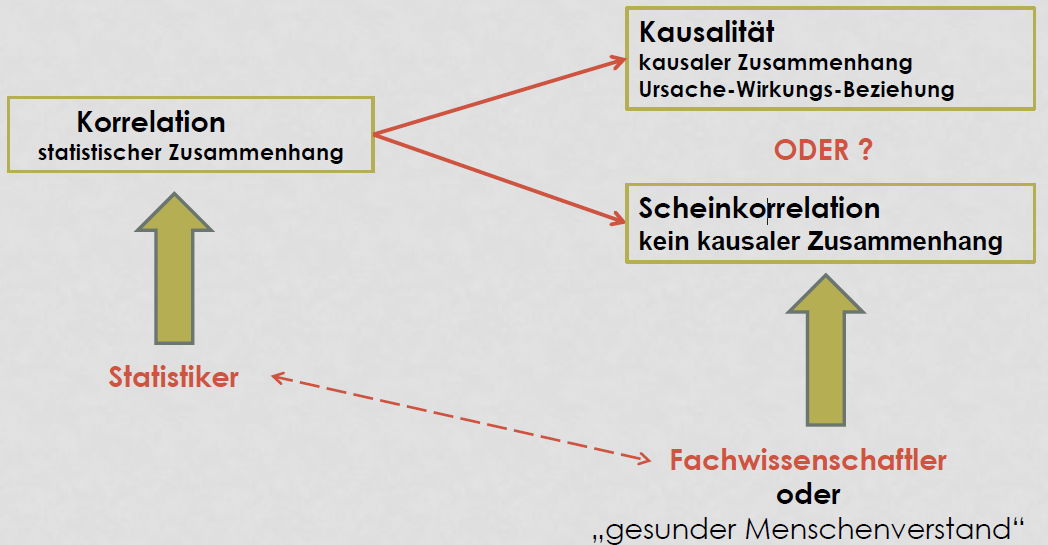 Kausalität
kausaler Zusammenhang
Ursache-Wirkungs-Beziehung
Korrelation
statistischer Zusammenhang
ODER ?
Scheinkorrelation
kein kausaler Zusammenhang
Statistiker
Fachwissenschaftler
oder
„gesunder Menschenverstand“